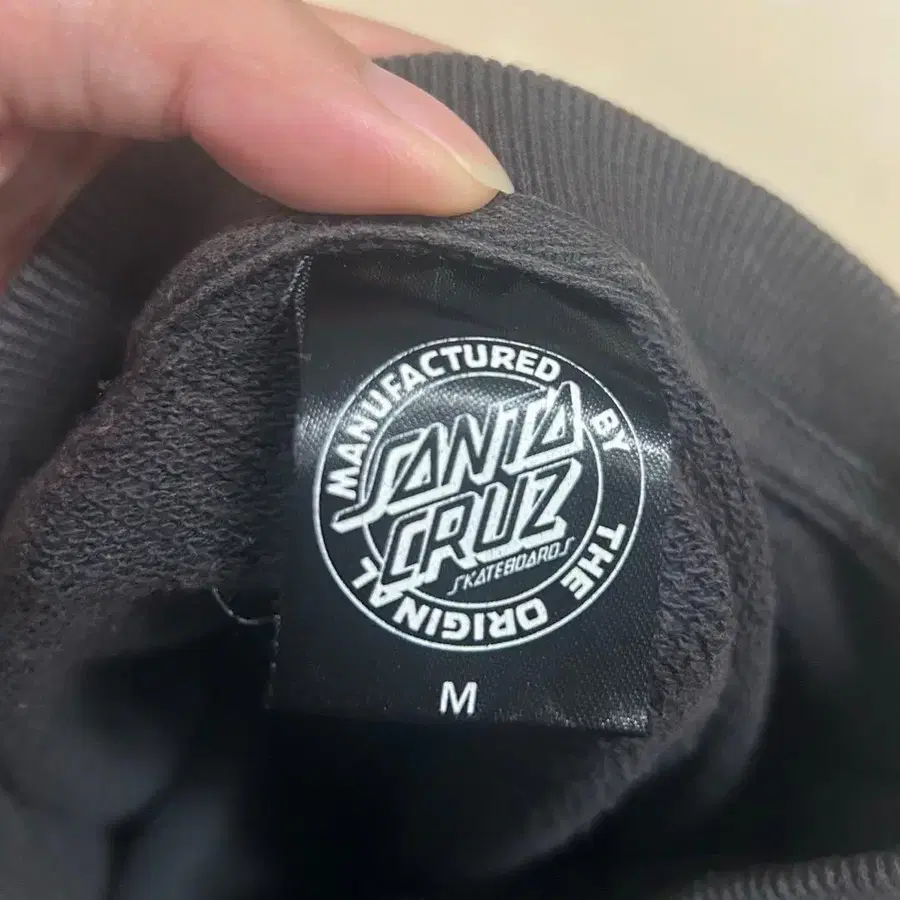 MANUFACTURED BY THE ORIGINAL
SANTA
CRUZ
SKATEBOARDS
M